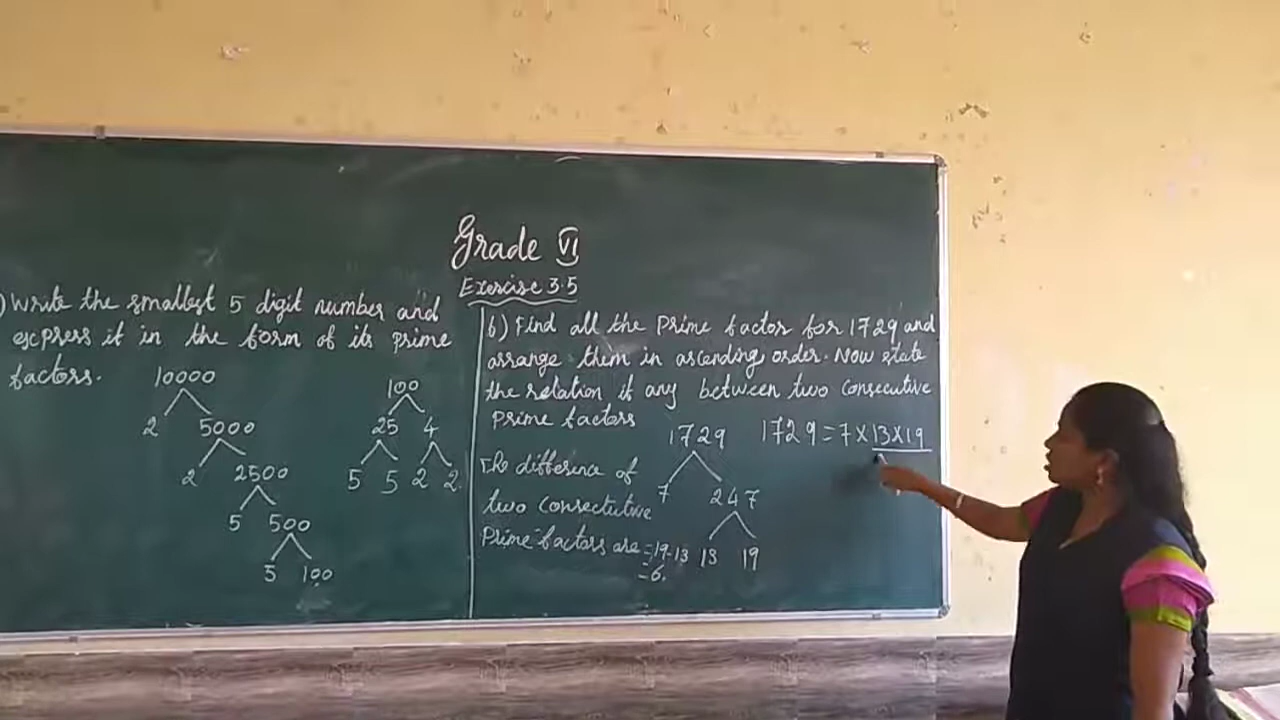 Grade VI
Exercise 3.5
) Write the smallest 5 digit number and
express it in the form of its prime
factors.
10000
2 5000
2 2500
5 500
5 100
100
25 4
5 5 2 2
6) Find all the Prime factor for 1729 and
arrange them in ascending order. Now state
the relation if any between two consecutive
Prime factors
1729
7 247
13 19
1729 = 7 × 13 × 19
The difference of
two consectutive
Prime factors are = 19-13
= 6.